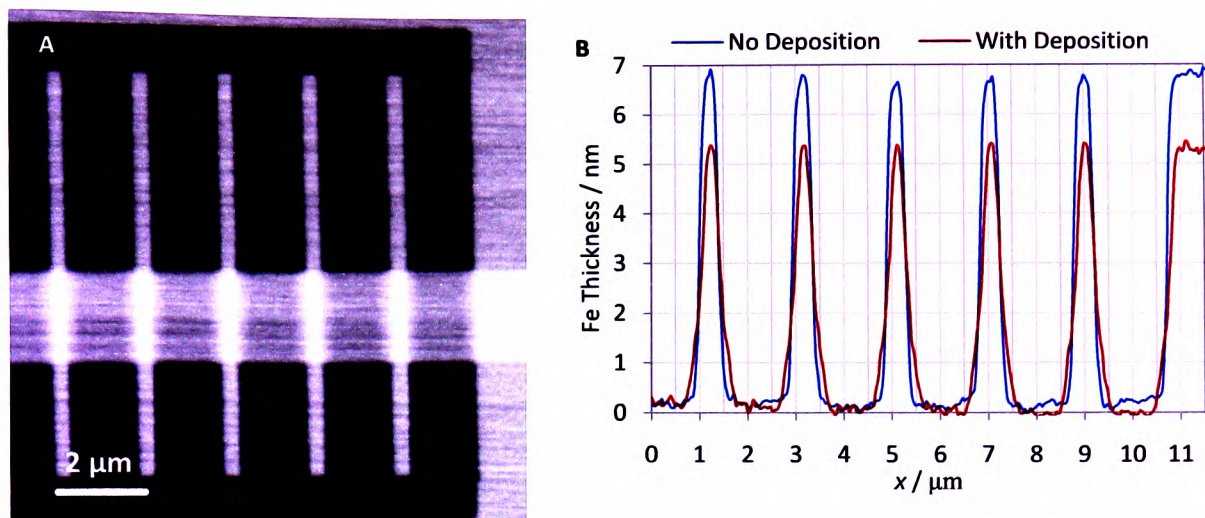 A
2 μm
B
No Deposition
With Deposition
Fe Thickness / nm
7
6
5
4
3
2
1
0
0 1 2 3 4 5 6 7 8 9 10 11
x / μm